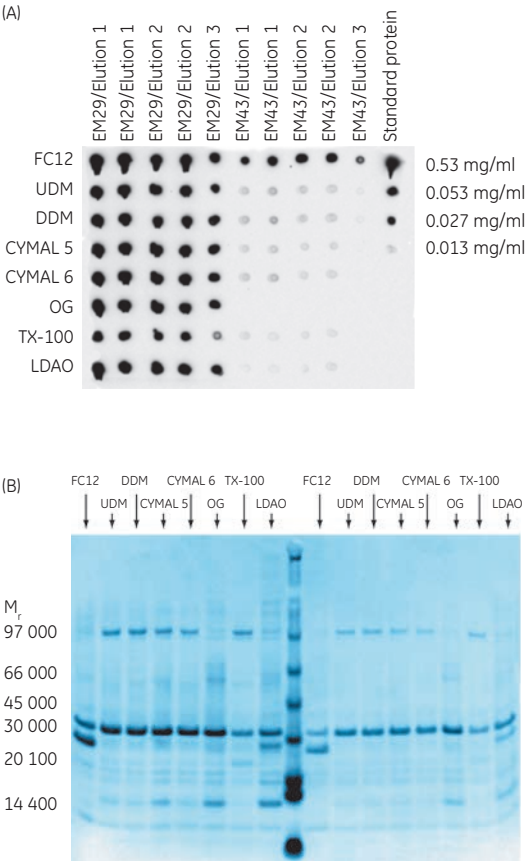 (A)
EM29/Elution 1
EM29/Elution 1
EM29/Elution 2
EM29/Elution 2
EM29/Elution 3
EM43/Elution 1
EM43/Elution 1
EM43/Elution 2
EM43/Elution 2
EM43/Elution 3
Standard protein
FC12 0.53 mg/ml
UDM 0.053 mg/ml
DDM 0.027 mg/ml
CYMAL 5 0.013 mg/ml
CYMAL 6
OG
TX-100
LDAO
(B)
FC12 DDM CYMAL 6 TX-100 FC12 DDM CYMAL 6 TX-100
UDM CYMAL 5 OG LDAO UDM CYMAL 5 OG LDAO
Mr
97 000
66 000
45 000
30 000
20 100
14 400